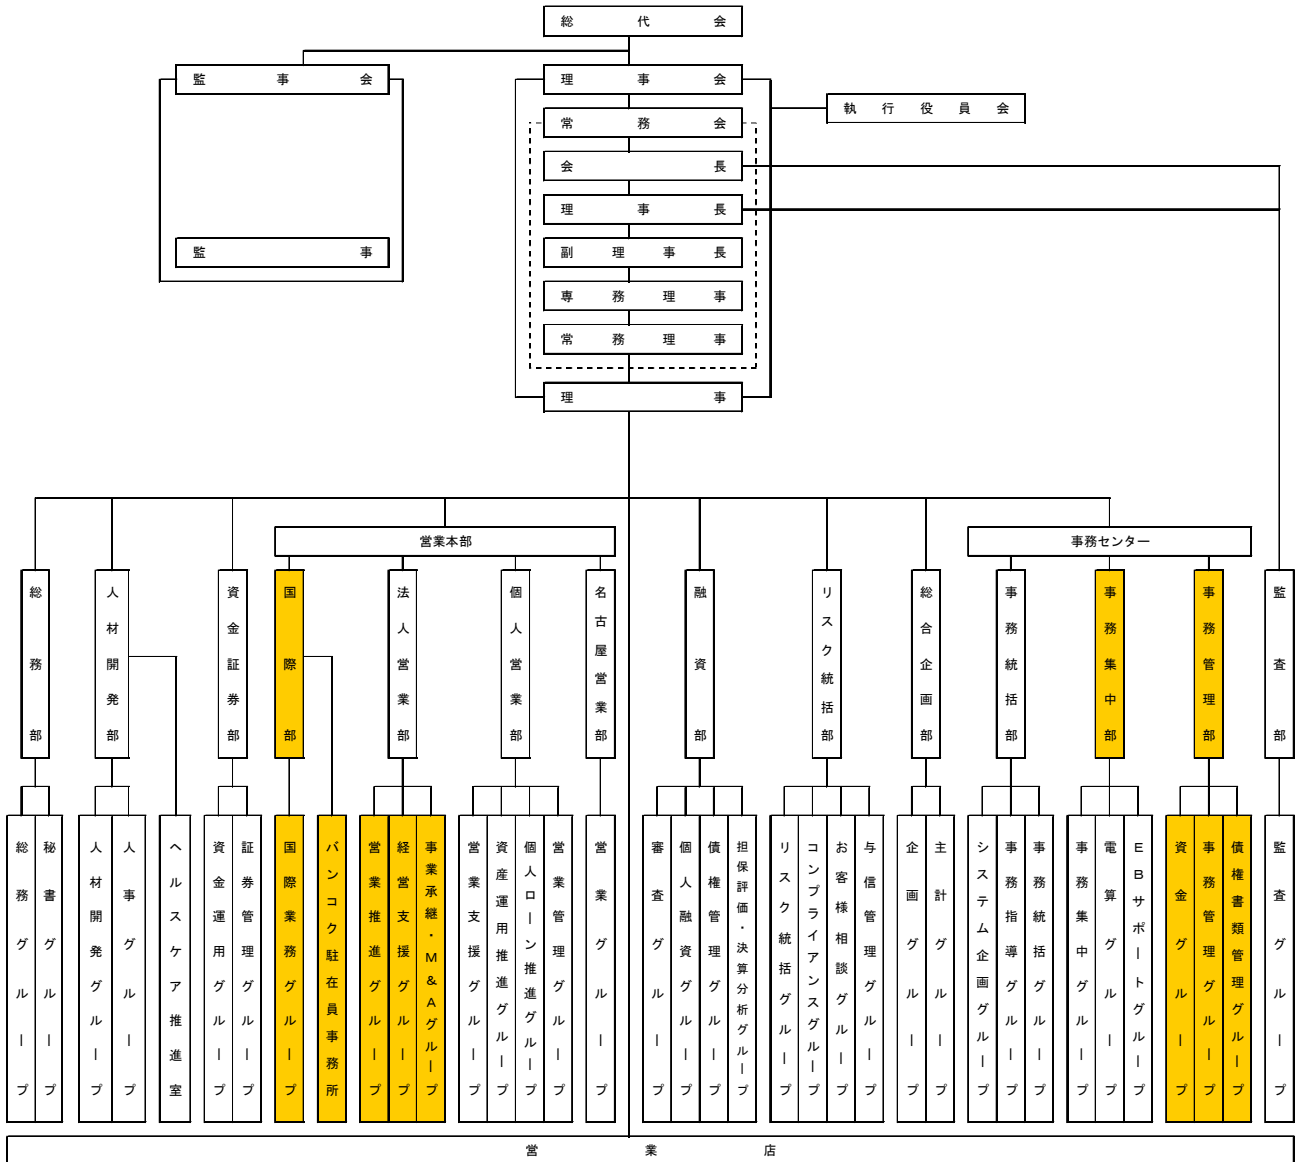 総代会
監事会
理事会
執行役員会
常務会
会長
理事長
監事
副理事長
専務理事
常務理事
理事
営業本部
事務センター
総務部
人材開発部
資金証券部
国際部
法人営業部
個人営業部
名古屋営業部
融資部
リスク統括部
総合企画部
事務統括部
事務集中部
事務管理部
監査部
総務グループ
秘書グループ
人材開発グループ
人事グループ
ヘルスケア推進室
資金運用グループ
証券管理グループ
国際業務グループ
バンコク駐在員事務所
営業推進グループ
経営支援グループ
事業承継・M&Aグループ
営業支援グループ
資産運用推進グループ
個人ローン推進グループ
営業管理グループ
営業グループ
審査グループ
個人融資グループ
債権管理グループ
担保評価・決算分析グループ
リスク統括グループ
コンプライアンスグループ
お客様相談グループ
与信管理グループ
企画グループ
主計グループ
システム企画グループ
事務指導グループ
事務統括グループ
事務集中グループ
電算グループ
EBサポートグループ
資金グループ
事務管理グループ
債権書類管理グループ
監査グループ
営業店